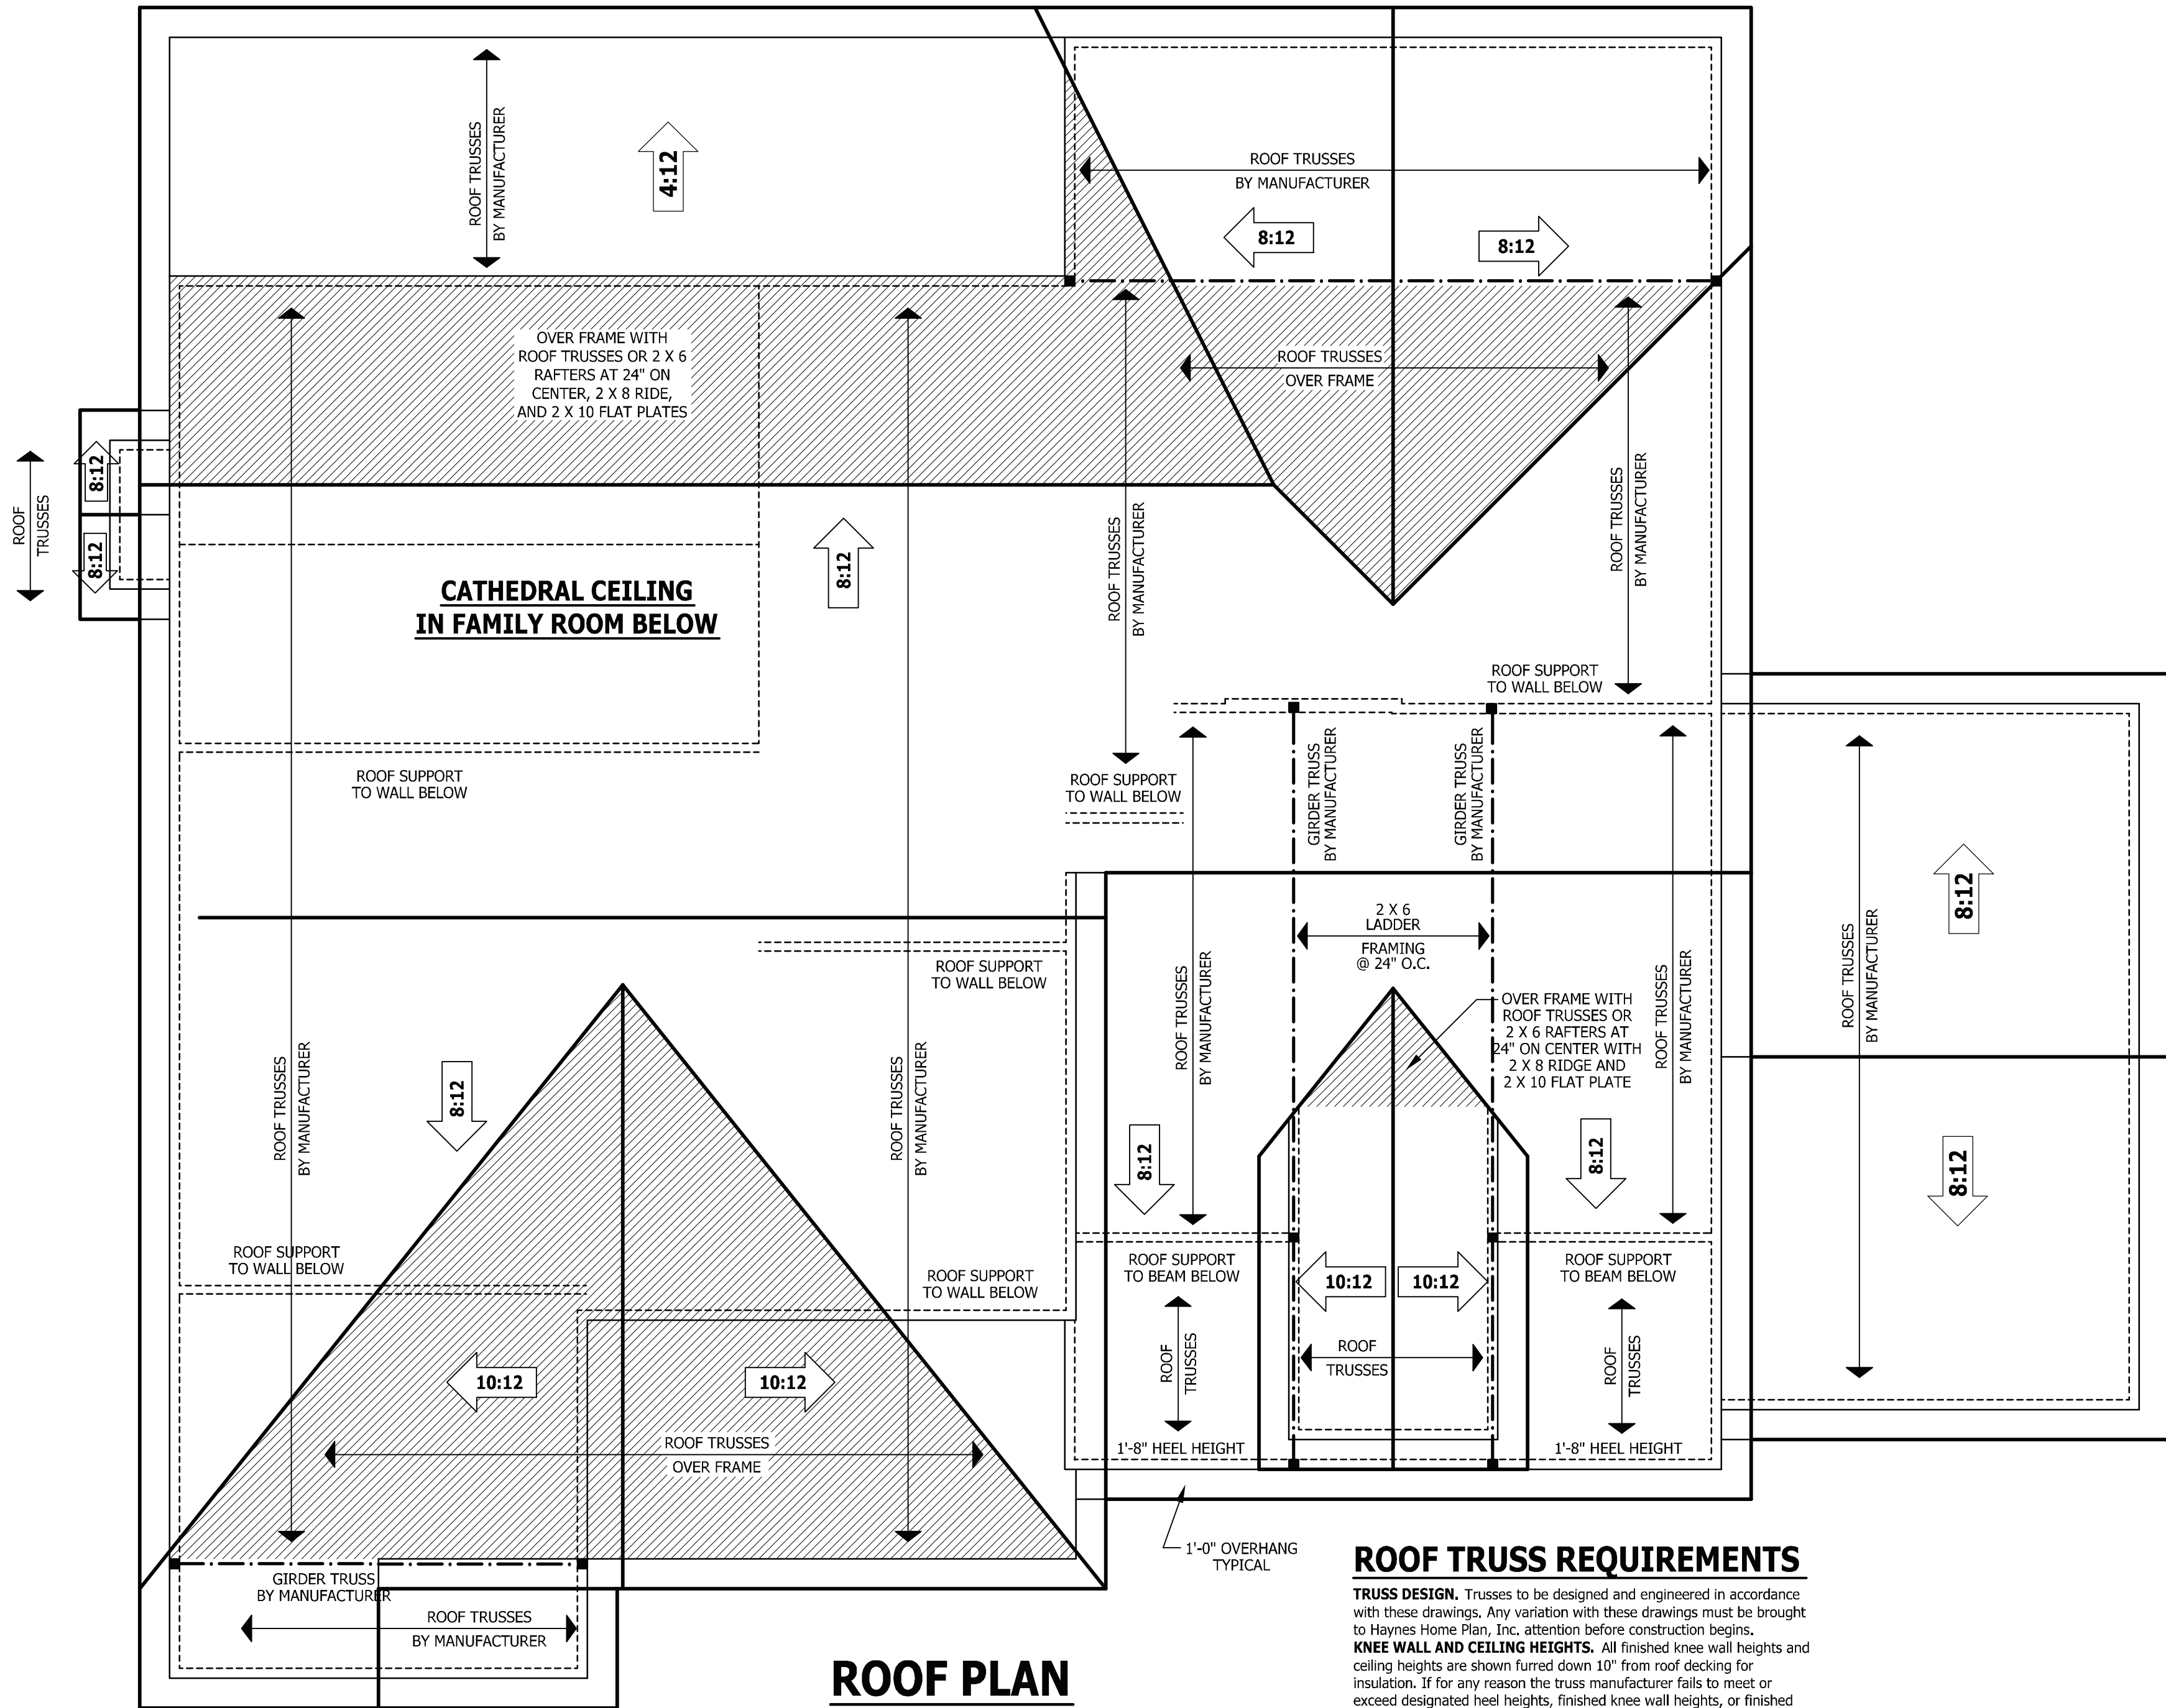 ROOF TRUSSES
BY MANUFACTURER
4:12
ROOF TRUSSES
BY MANUFACTURER
8:12
8:12
OVER FRAME WITH
ROOF TRUSSES OR 2 X 6
RAFTERS AT 24" ON
CENTER, 2 X 8 RIDE,
AND 2 X 10 FLAT PLATES
ROOF TRUSSES
OVER FRAME
ROOF
TRUSSES
8:12
8:12
CATHEDRAL CEILING
IN FAMILY ROOM BELOW
8:12
ROOF TRUSSES
BY MANUFACTURER
ROOF TRUSSES
BY MANUFACTURER
ROOF SUPPORT
TO WALL BELOW
ROOF SUPPORT
TO WALL BELOW
ROOF SUPPORT
TO WALL BELOW
GIRDER TRUSS
BY MANUFACTURER
GIRDER TRUSS
BY MANUFACTURER
2 X 6
LADDER
FRAMING
@ 24" O.C.
ROOF SUPPORT
TO WALL BELOW
OVER FRAME WITH
ROOF TRUSSES OR
2 X 6 RAFTERS AT
24" ON CENTER WITH
2 X 8 RIDGE AND
2 X 10 FLAT PLATE
8:12
ROOF TRUSSES
BY MANUFACTURER
8:12
ROOF TRUSSES
BY MANUFACTURER
ROOF TRUSSES
BY MANUFACTURER
8:12
ROOF TRUSSES
BY MANUFACTURER
ROOF TRUSSES
BY MANUFACTURER
8:12
8:12
8:12
ROOF SUPPORT
TO WALL BELOW
ROOF SUPPORT
TO WALL BELOW
ROOF SUPPORT
TO BEAM BELOW
10:12
10:12
ROOF SUPPORT
TO BEAM BELOW
ROOF
TRUSSES
ROOF
TRUSSES
ROOF
TRUSSES
10:12
10:12
ROOF TRUSSES
OVER FRAME
1'-8" HEEL HEIGHT
1'-8" HEEL HEIGHT
1'-0" OVERHANG
TYPICAL
GIRDER TRUSS
BY MANUFACTURER
ROOF TRUSSES
BY MANUFACTURER
ROOF PLAN
ROOF TRUSS REQUIREMENTS
TRUSS DESIGN. Trusses to be designed and engineered in accordance
with these drawings. Any variation with these drawings must be brought
to Haynes Home Plan, Inc. attention before construction begins.
KNEE WALL AND CEILING HEIGHTS. All finished knee wall heights and
ceiling heights are shown furred down 10" from roof decking for
insulation. If for any reason the truss manufacturer fails to meet or
exceed designated heel heights, finished knee wall heights, or finished